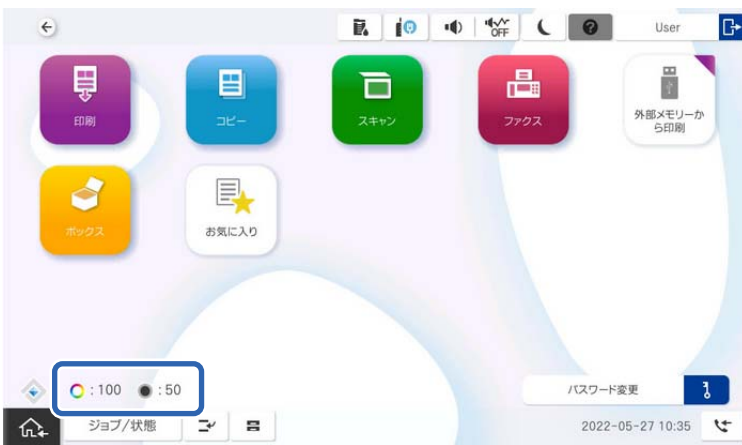 OFF
User
印刷
コピー
スキャン
ファクス
外部メモリーか
ら印刷
ボックス
お気に入り
: 100
: 50
パスワード変更
ジョブ/状態
2022-05-27 10:35